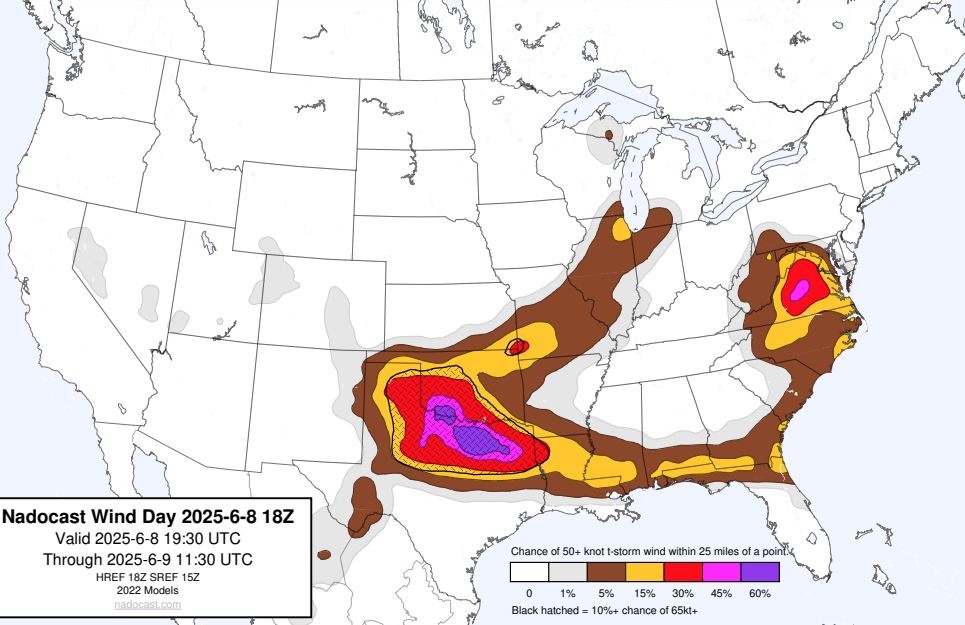 Nadocast Wind Day 2025-6-8 18Z
Valid 2025-6-8 19:30 UTC
Through 2025-6-9 11:30 UTC
HREF 18Z SREF 15Z
2022 Models
nadocast.com
Chance of 50+ knot t-storm wind within 25 miles of a point.
0 1% 5% 15% 30% 45% 60%
Black hatched = 10%+ chance of 65kt+